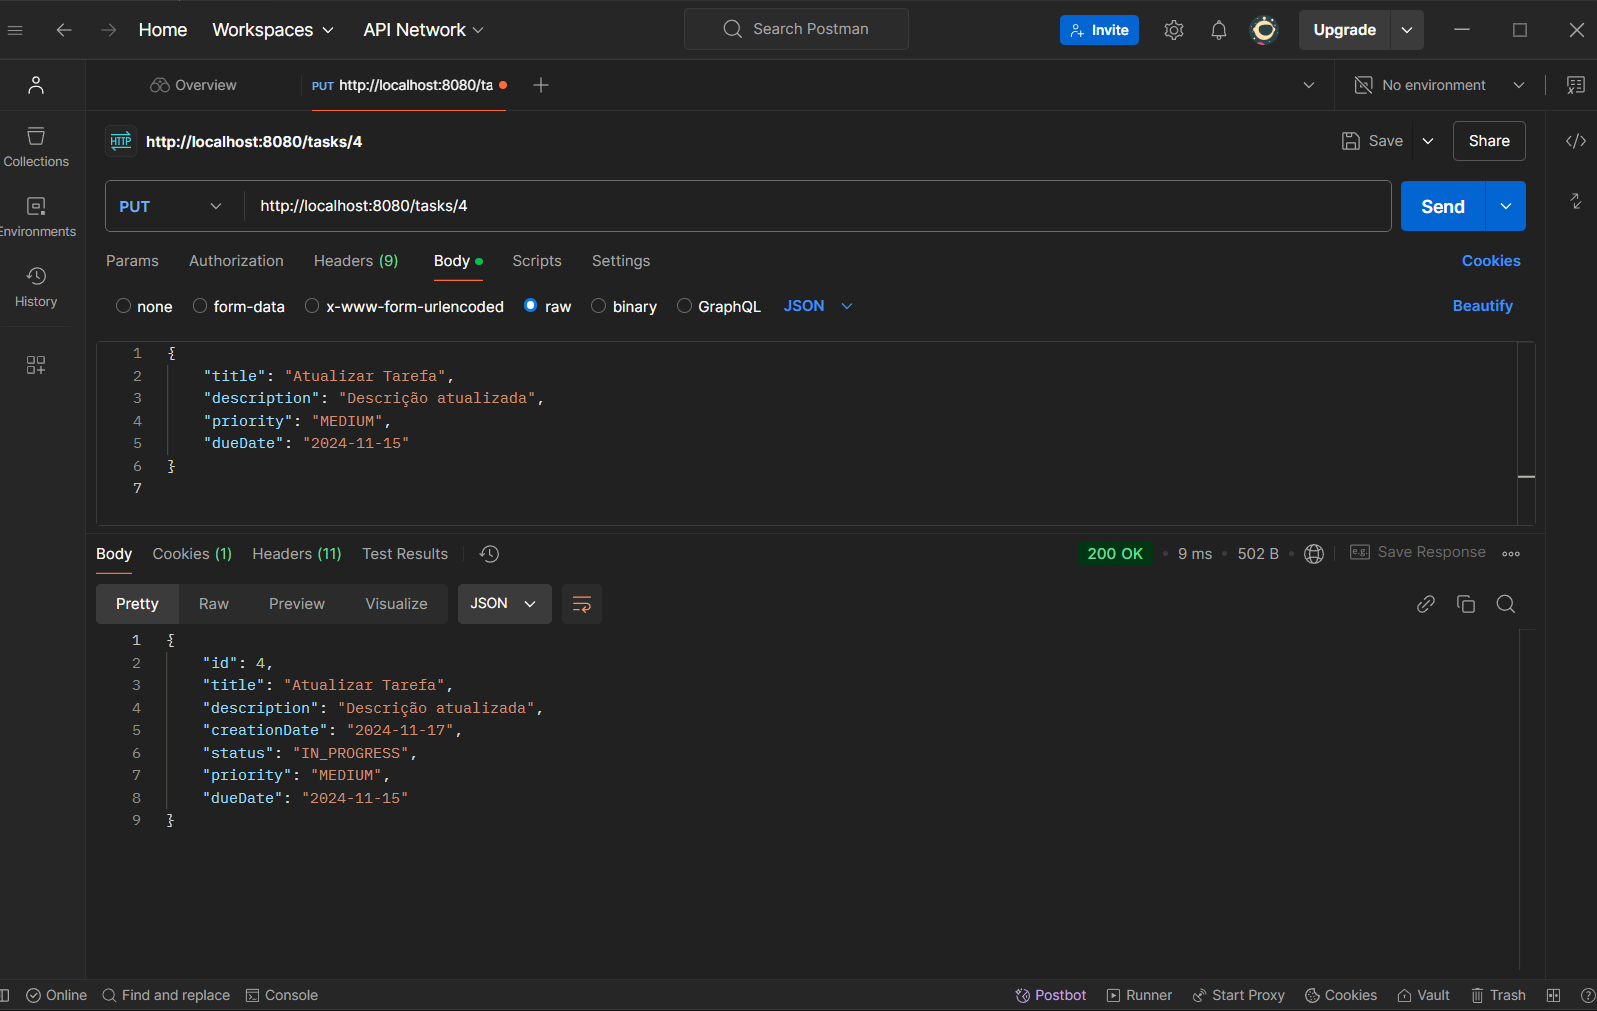 Home Workspaces API Network Search Postman Invite Upgrade
Overview PUT http://localhost:8080/ta No environment
HTTP http://localhost:8080/tasks/4 Save Share
Collections
Environments
History
PUT http://localhost:8080/tasks/4 Send
Params Authorization Headers (9) Body Scripts Settings Cookies
none form-data x-www-form-urlencoded raw binary GraphQL JSON Beautify
1 {
2 "title": "Atualizar Tarefa",
3 "description": "Descrição atualizada",
4 "priority": "MEDIUM",
5 "dueDate": "2024-11-15"
6 }
7
Body Cookies (1) Headers (11) Test Results 200 OK 9 ms 502 B e.g. Save Response
Pretty Raw Preview Visualize JSON
1 {
2 "id": 4,
3 "title": "Atualizar Tarefa",
4 "description": "Descrição atualizada",
5 "creationDate": "2024-11-17",
6 "status": "IN_PROGRESS",
7 "priority": "MEDIUM",
8 "dueDate": "2024-11-15"
9 }
Online Find and replace Console Postbot Runner Start Proxy Cookies Vault Trash